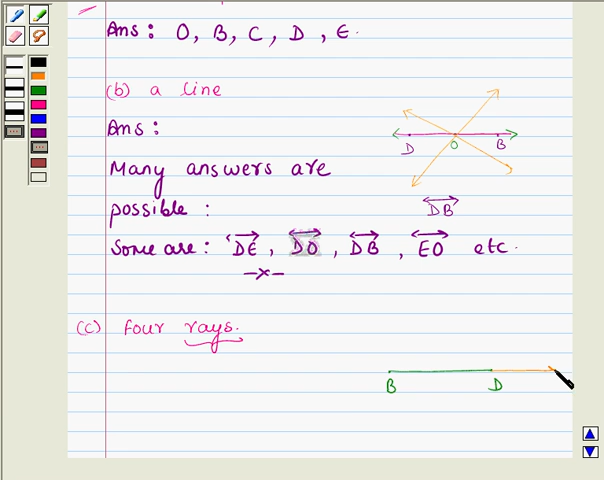 Ans: O, B, C, D, E.
(b) a line
Ans:
D O B
Many answers are
possible:
DB
Some are: DE, DO, DB, EO etc.
-x-
(c) four rays.
B D